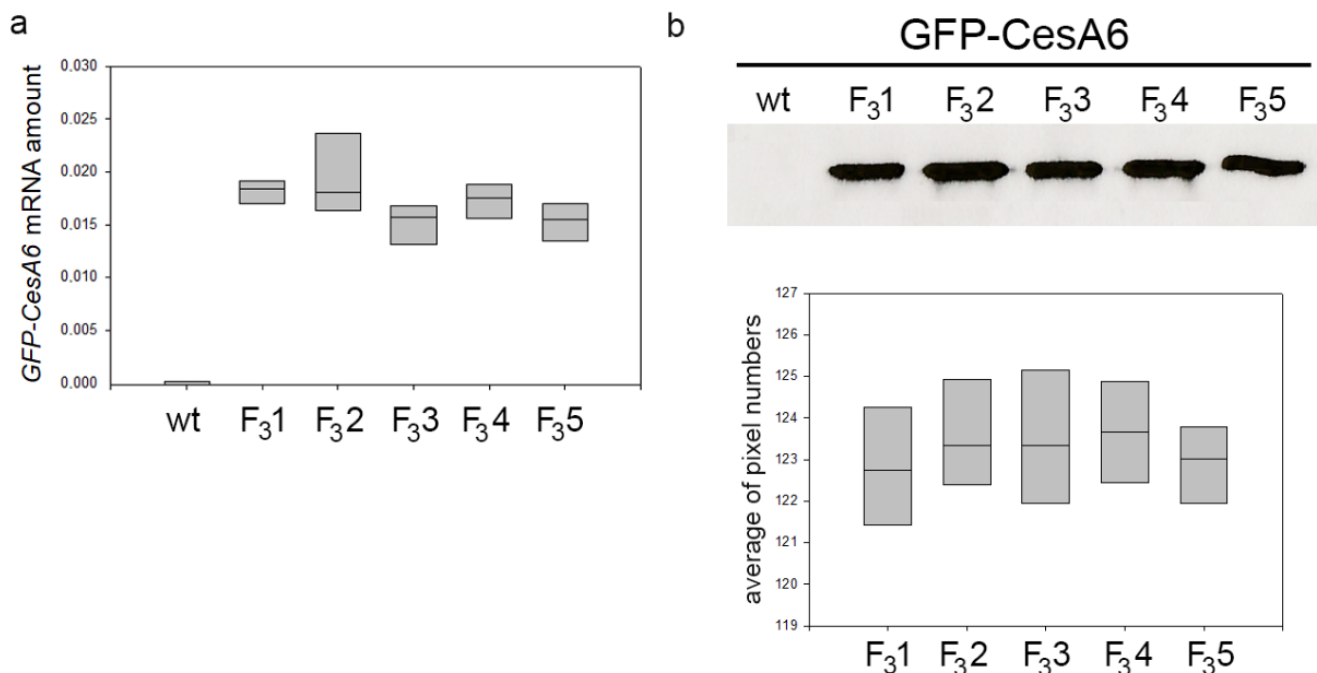 a
GFP-CesA6 mRNA amount
0.030
0.025
0.020
0.015
0.010
0.005
0.000
wt F₃1 F₃2 F₃3 F₃4 F₃5
b
GFP-CesA6
wt F₃1 F₃2 F₃3 F₃4 F₃5
average of pixel numbers
127
126
125
124
123
122
121
120
119
F₃1 F₃2 F₃3 F₃4 F₃5